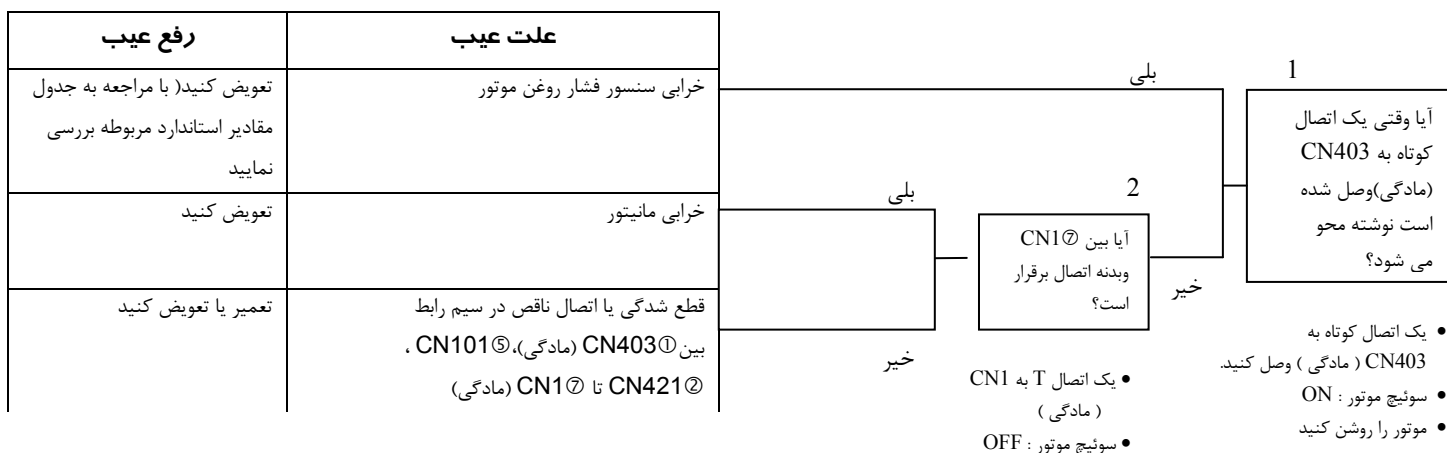 1
آیا وقتی یک اتصال
کوتاه به CN403
(مادگی)وصل شده
است نوشته محو
می شود؟
• یک اتصال کوتاه به
CN403 ( مادگی ) وصل کنید.
• سوئیچ موتور : ON
• موتور را روشن کنید
بلی
خیر
2
آیا بین CN1⑦
وبدنه اتصال برقرار
است؟
• یک اتصال T به CN1
( مادگی )
• سوئیچ موتور : OFF
بلی
خیر
علت عیب
رفع عیب
خرابی سنسور فشار روغن موتور
تعویض کنید( با مراجعه به جدول
مقادیر استاندارد مربوطه بررسی
نمایید
خرابی مانیتور
تعویض کنید
قطع شدگی یا اتصال ناقص در سیم رابط
بین CN403① (مادگی)،CN101⑤ ،
CN421② تا CN1⑦ (مادگی)
تعمیر یا تعویض کنید